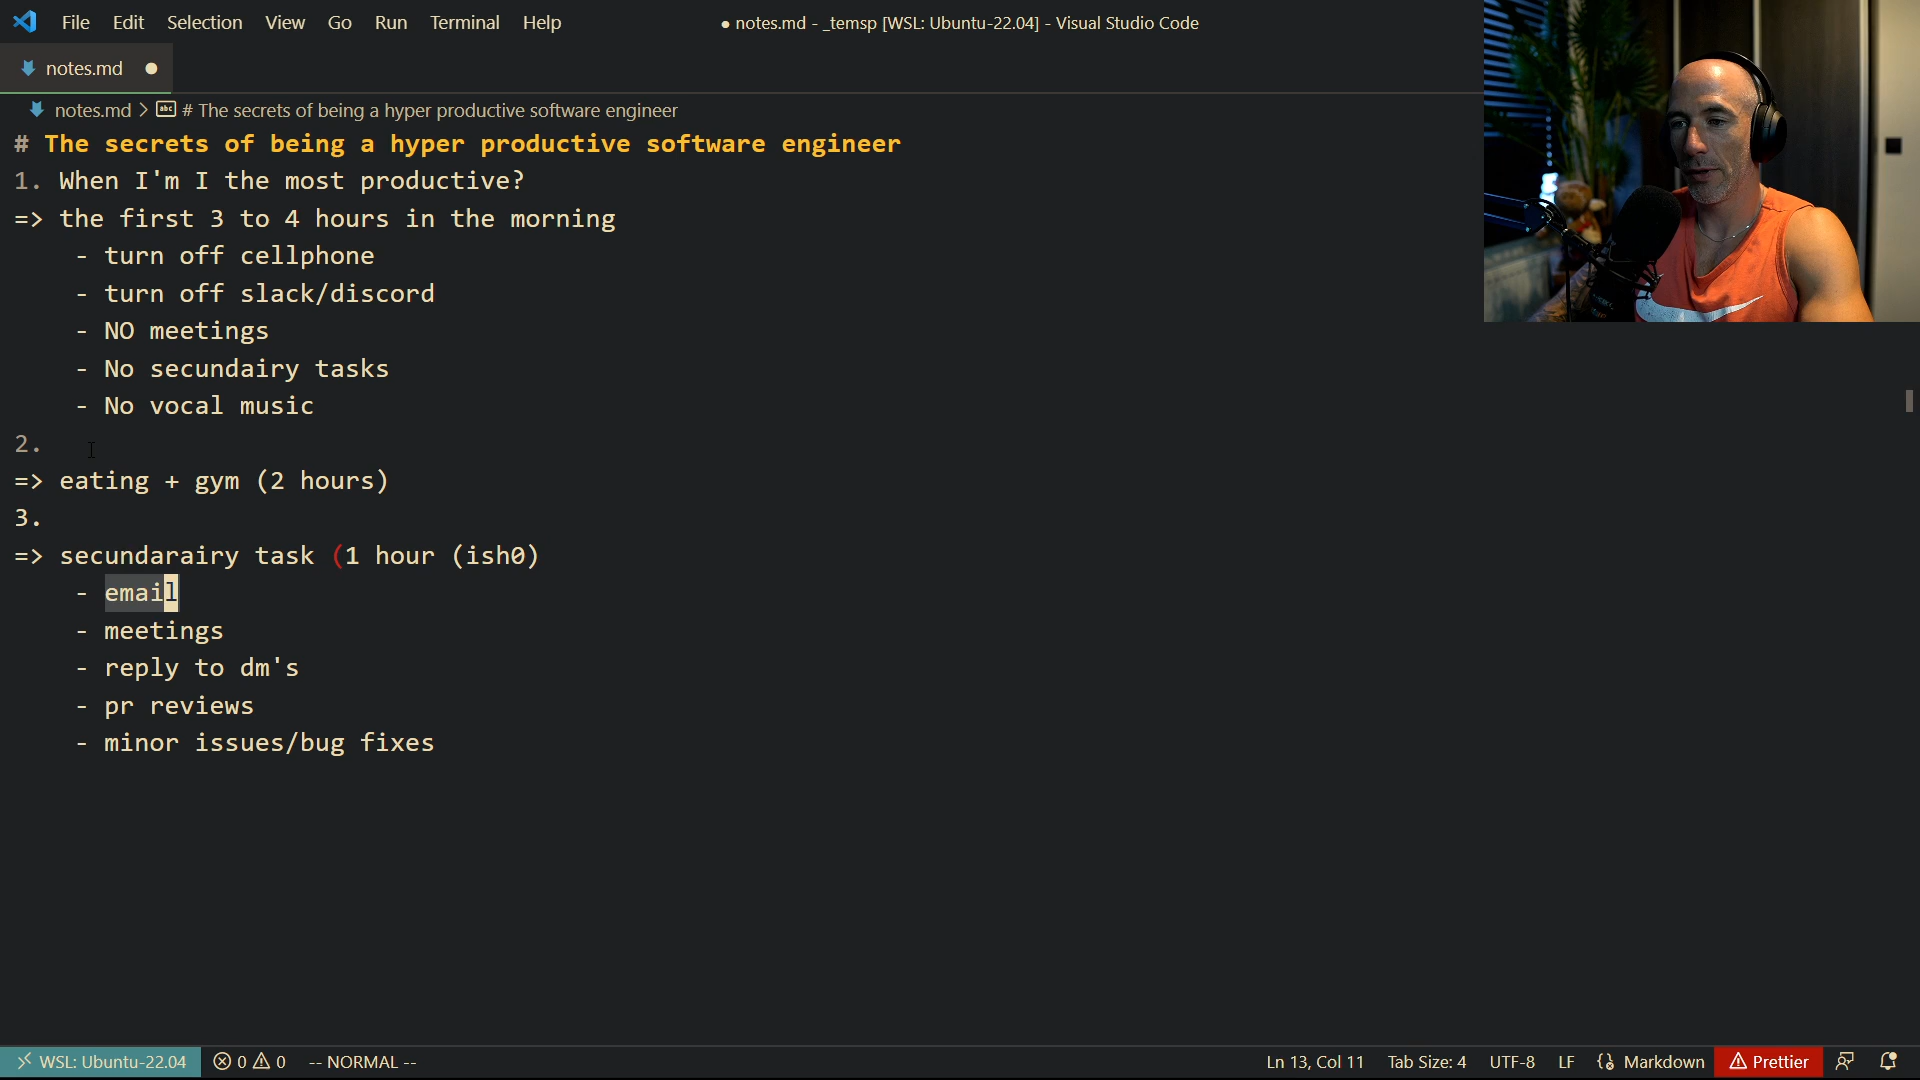 File Edit Selection View Go Run Terminal Help
● notes.md - _temsp [WSL: Ubuntu-22.04] - Visual Studio Code
notes.md
notes.md > # The secrets of being a hyper productive software engineer
# The secrets of being a hyper productive software engineer
1. When I'm I the most productive?
=> the first 3 to 4 hours in the morning
- turn off cellphone
- turn off slack/discord
- NO meetings
- No secundairy tasks
- No vocal music
2.
=> eating + gym (2 hours)
3.
=> secundarairy task (1 hour (ish0)
- email
- meetings
- reply to dm's
- pr reviews
- minor issues/bug fixes
WSL: Ubuntu-22.04 0 0 -- NORMAL -- Ln 13, Col 11 Tab Size: 4 UTF-8 LF Markdown Prettier